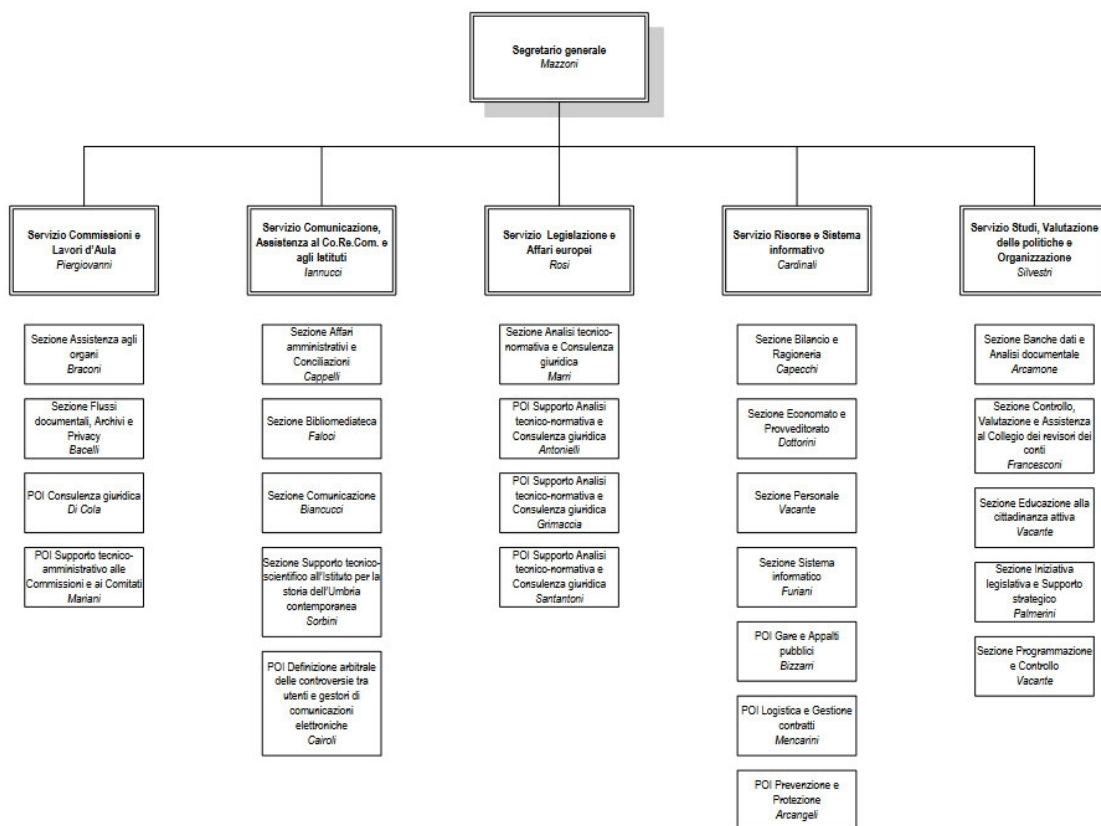 Segretario generale
Mazzoni
Servizio Commissioni e
Lavori d'Aula
Piergiovanni
Servizio Comunicazione,
Assistenza al Co.Re.Com. e
agli Istituti
Iannucci
Servizio Legislazione e
Affari europei
Rosi
Servizio Risorse e Sistema
informativo
Cardinali
Servizio Studi, Valutazione
delle politiche e
Organizzazione
Silvestri
Sezione Assistenza agli
organi
Braconi
Sezione Flussi
documentali, Archivi e
Privacy
Bacelli
POI Consulenza giuridica
Di Cola
POI Supporto tecnico-
amministrativo alle
Commissioni e ai Comitati
Mariani
Sezione Affari
amministrativi e
Conciliazioni
Cappelli
Sezione Bibliomediateca
Faloci
Sezione Comunicazione
Biancucci
Sezione Supporto tecnico-
scientifico all'Istituto per la
storia dell'Umbria
contemporanea
Sorbini
POI Definizione arbitrale
delle controversie tra
utenti e gestori di
comunicazioni
elettroniche
Cairoli
Sezione Analisi tecnico-
normativa e Consulenza
giuridica
Marri
POI Supporto Analisi
tecnico-normativa e
Consulenza giuridica
Antonielli
POI Supporto Analisi
tecnico-normativa e
Consulenza giuridica
Grimaccia
POI Supporto Analisi
tecnico-normativa e
Consulenza giuridica
Santantoni
Sezione Bilancio e
Ragioneria
Capecchi
Sezione Economato e
Provveditorato
Dottorini
Sezione Personale
Vacante
Sezione Sistema
informatico
Furiani
POI Gare e Appalti
pubblici
Bizzarri
POI Logistica e Gestione
contratti
Mencarini
POI Prevenzione e
Protezione
Arcangeli
Sezione Banche dati e
Analisi documentale
Arcamone
Sezione Controllo,
Valutazione e Assistenza
al Collegio dei revisori dei
conti
Francesconi
Sezione Educazione alla
cittadinanza attiva
Vacante
Sezione Iniziativa
legislativa e Supporto
strategico
Palmerini
Sezione Programmazione
e Controllo
Vacante